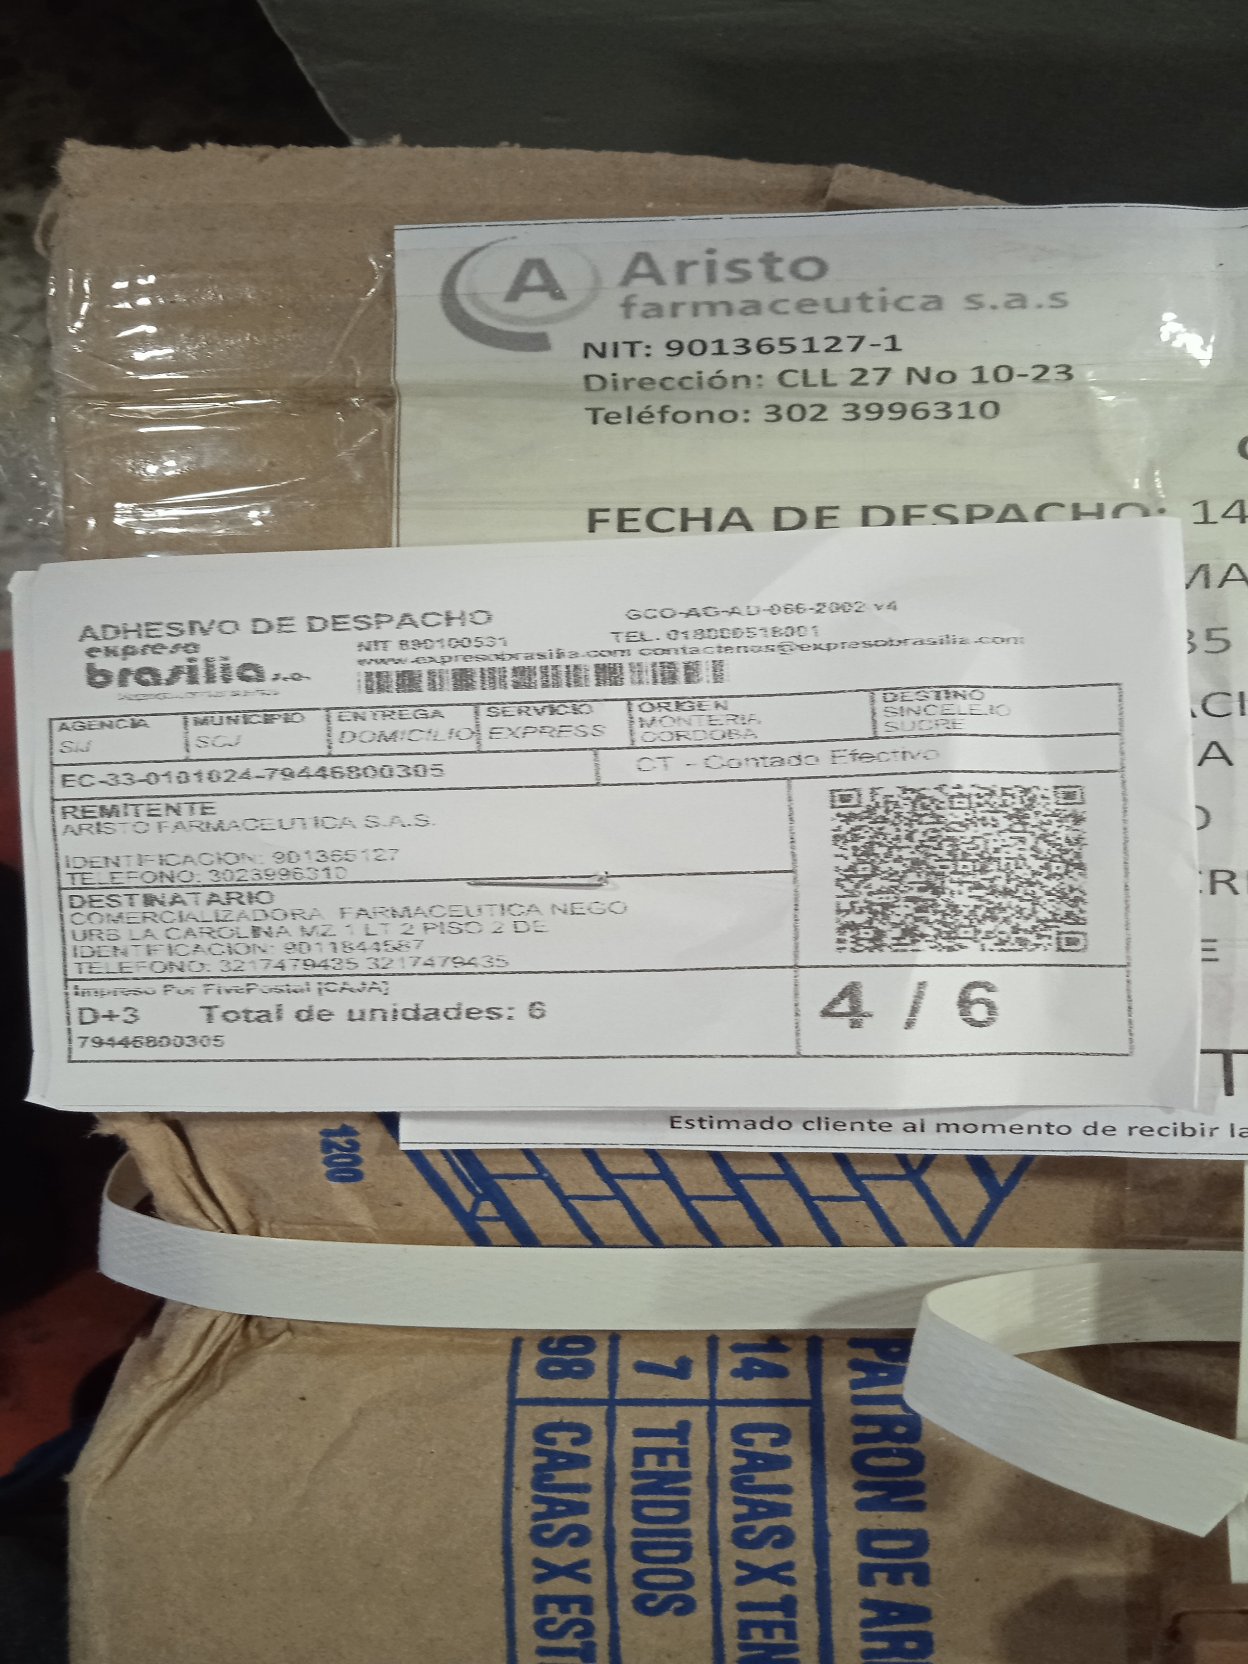 A
Aristo
farmaceutica s.a.s
NIT: 901365127-1
Dirección: CLL 27 No 10-23
Teléfono: 302 3996310
FECHA DE DESPACHO: 14
ADHESIVO DE DESPACHO
GCO-AG-AD-066-2002 v4
expreso
brasilia s.a.
NIT 890100531
TEL. 018000518001
www.expresobrasilia.com contactenos@expresobrasilia.com
AGENCIA MUNICIPIO ENTREGA SERVICIO ORIGEN DESTINO
SIJ SCJ DOMICILIO EXPRESS MONTERIA SINCELEJO
CORDOBA SUCRE
EC-33-0101024-79446800305 CT - Contado Efectivo
REMITENTE
ARISTO FARMACEUTICA S.A.S.
IDENTIFICACION: 901365127
TELEFONO: 3023996310
DESTINATARIO
COMERCIALIZADORA FARMACEUTICA NEGO
URB LA CAROLINA MZ 1 LT 2 PISO 2 DE
IDENTIFICACION: 9011844587
TELEFONO: 3217479435 3217479435
Impreso Por FivePostal [CAJA]
D+3 Total de unidades: 6
4 / 6
79446800305
Estimado cliente al momento de recibir la
1200
PATRON DE AR
14 CAJAS X TEN
7 TENDIDOS
98 CAJAS X EST